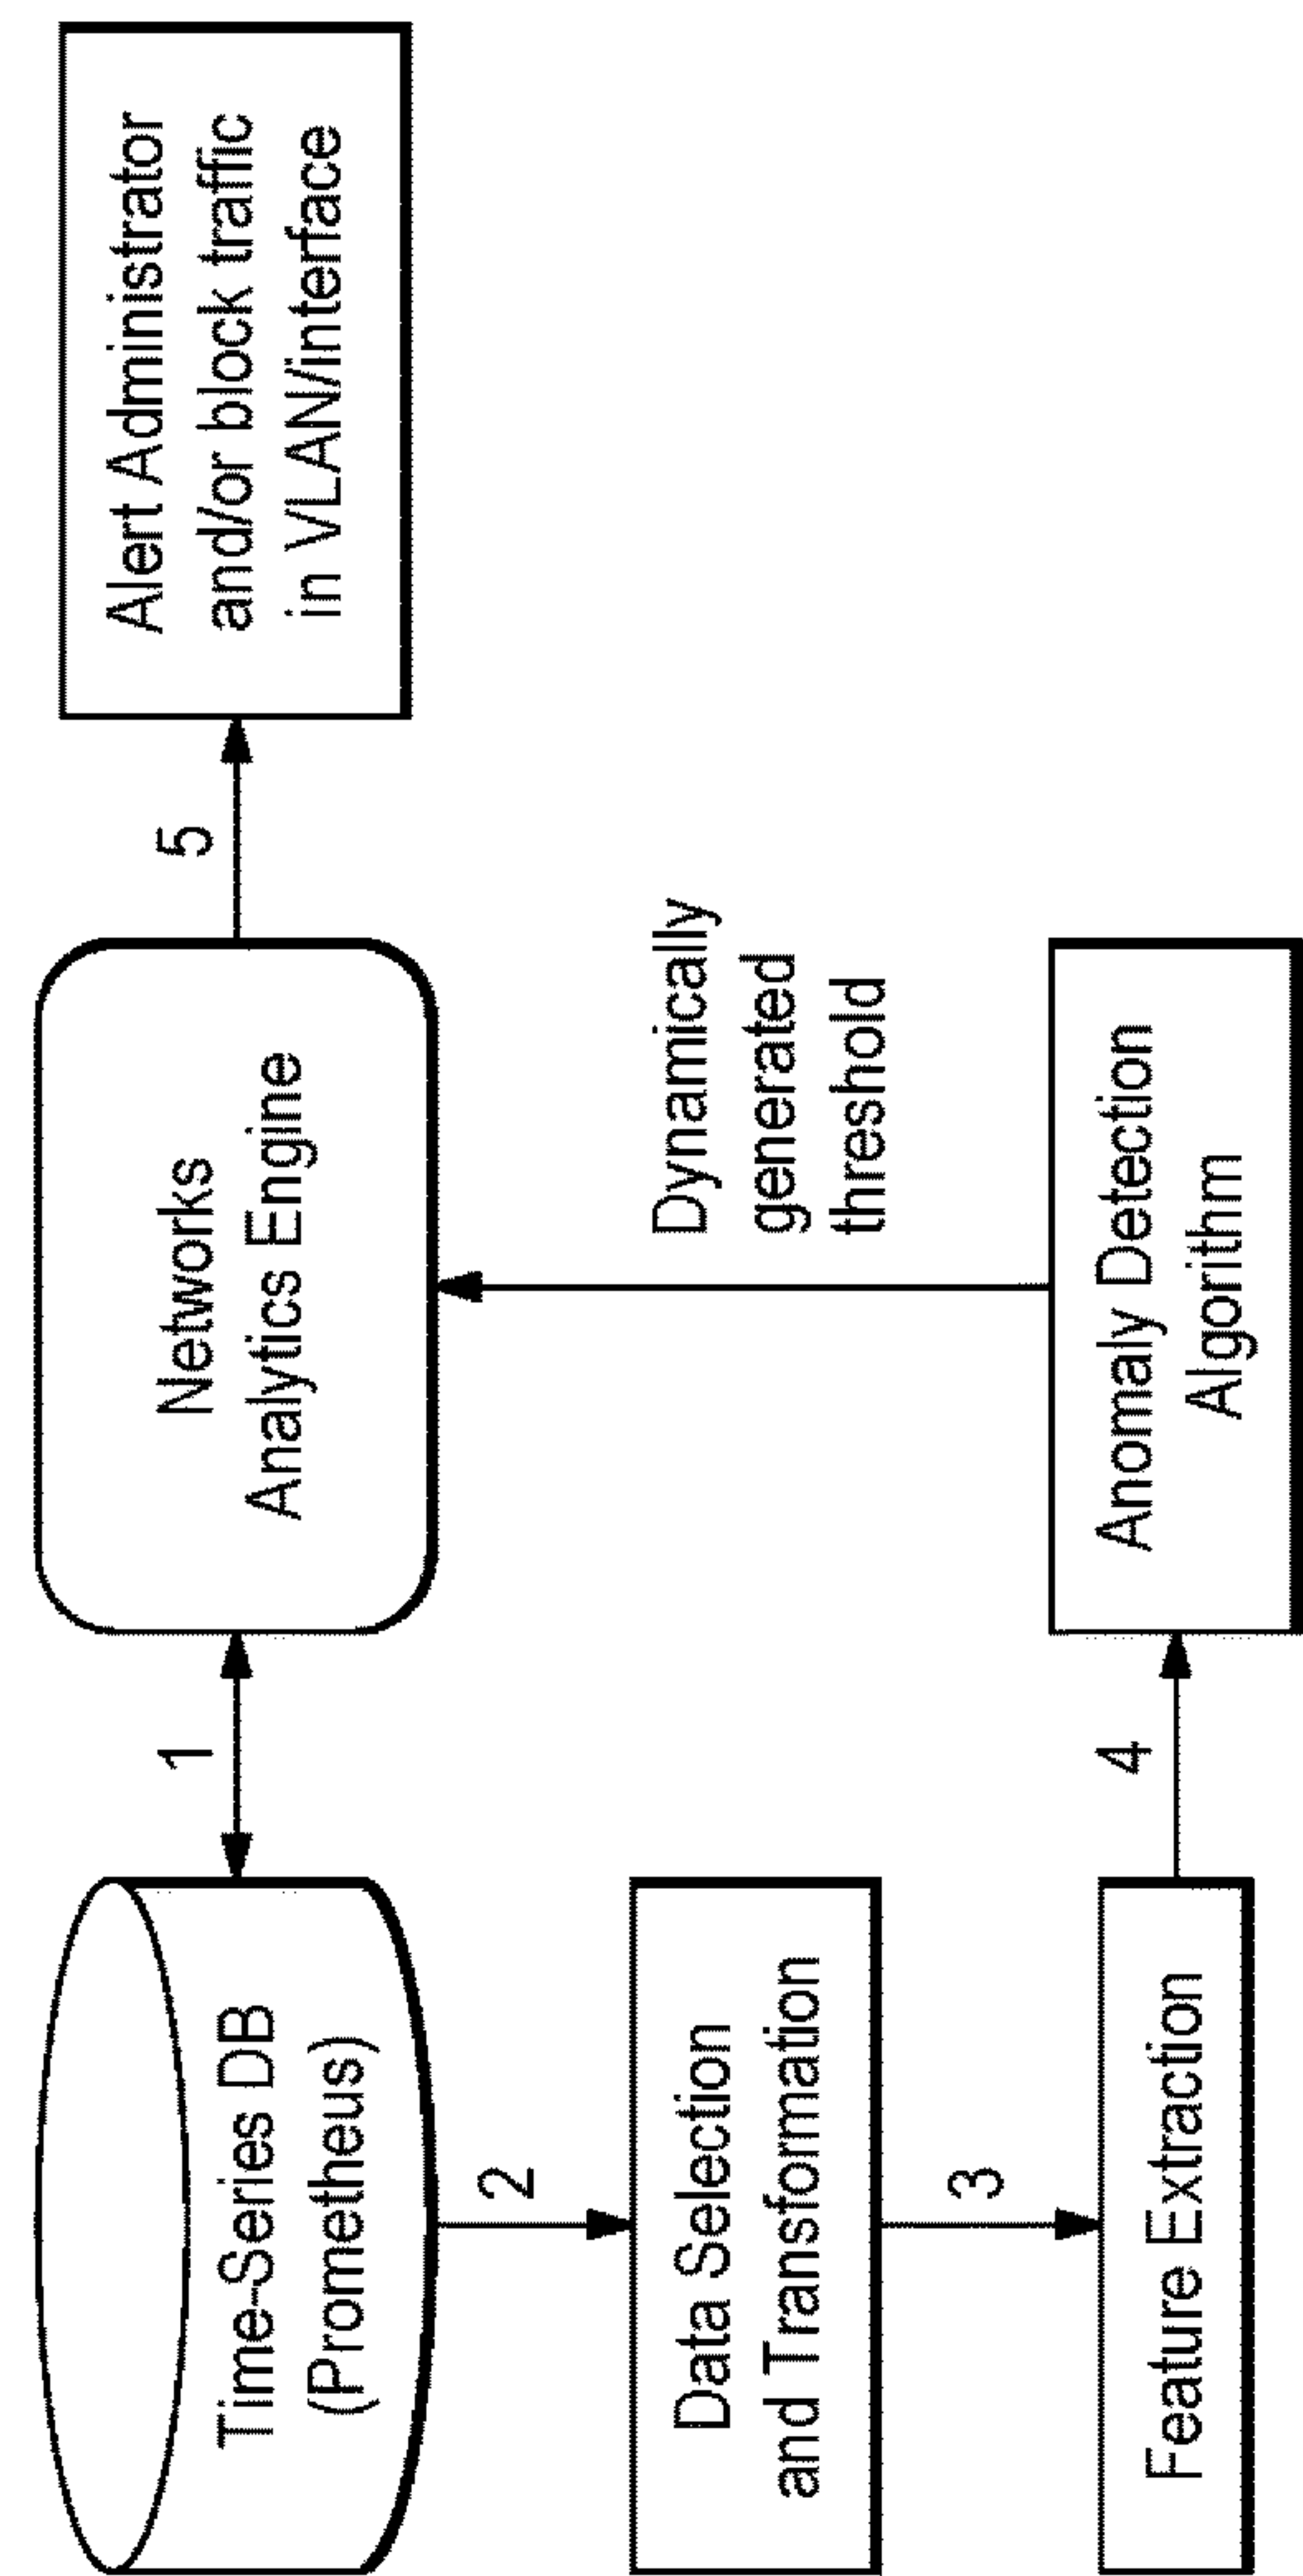 Time-Series DB
(Prometheus)
1
Networks
Analytics Engine
5
Alert Administrator
and/or block traffic
in VLAN/interface
2
Data Selection
and Transformation
Dynamically
generated
threshold
3
Feature Extraction
4
Anomaly Detection
Algorithm